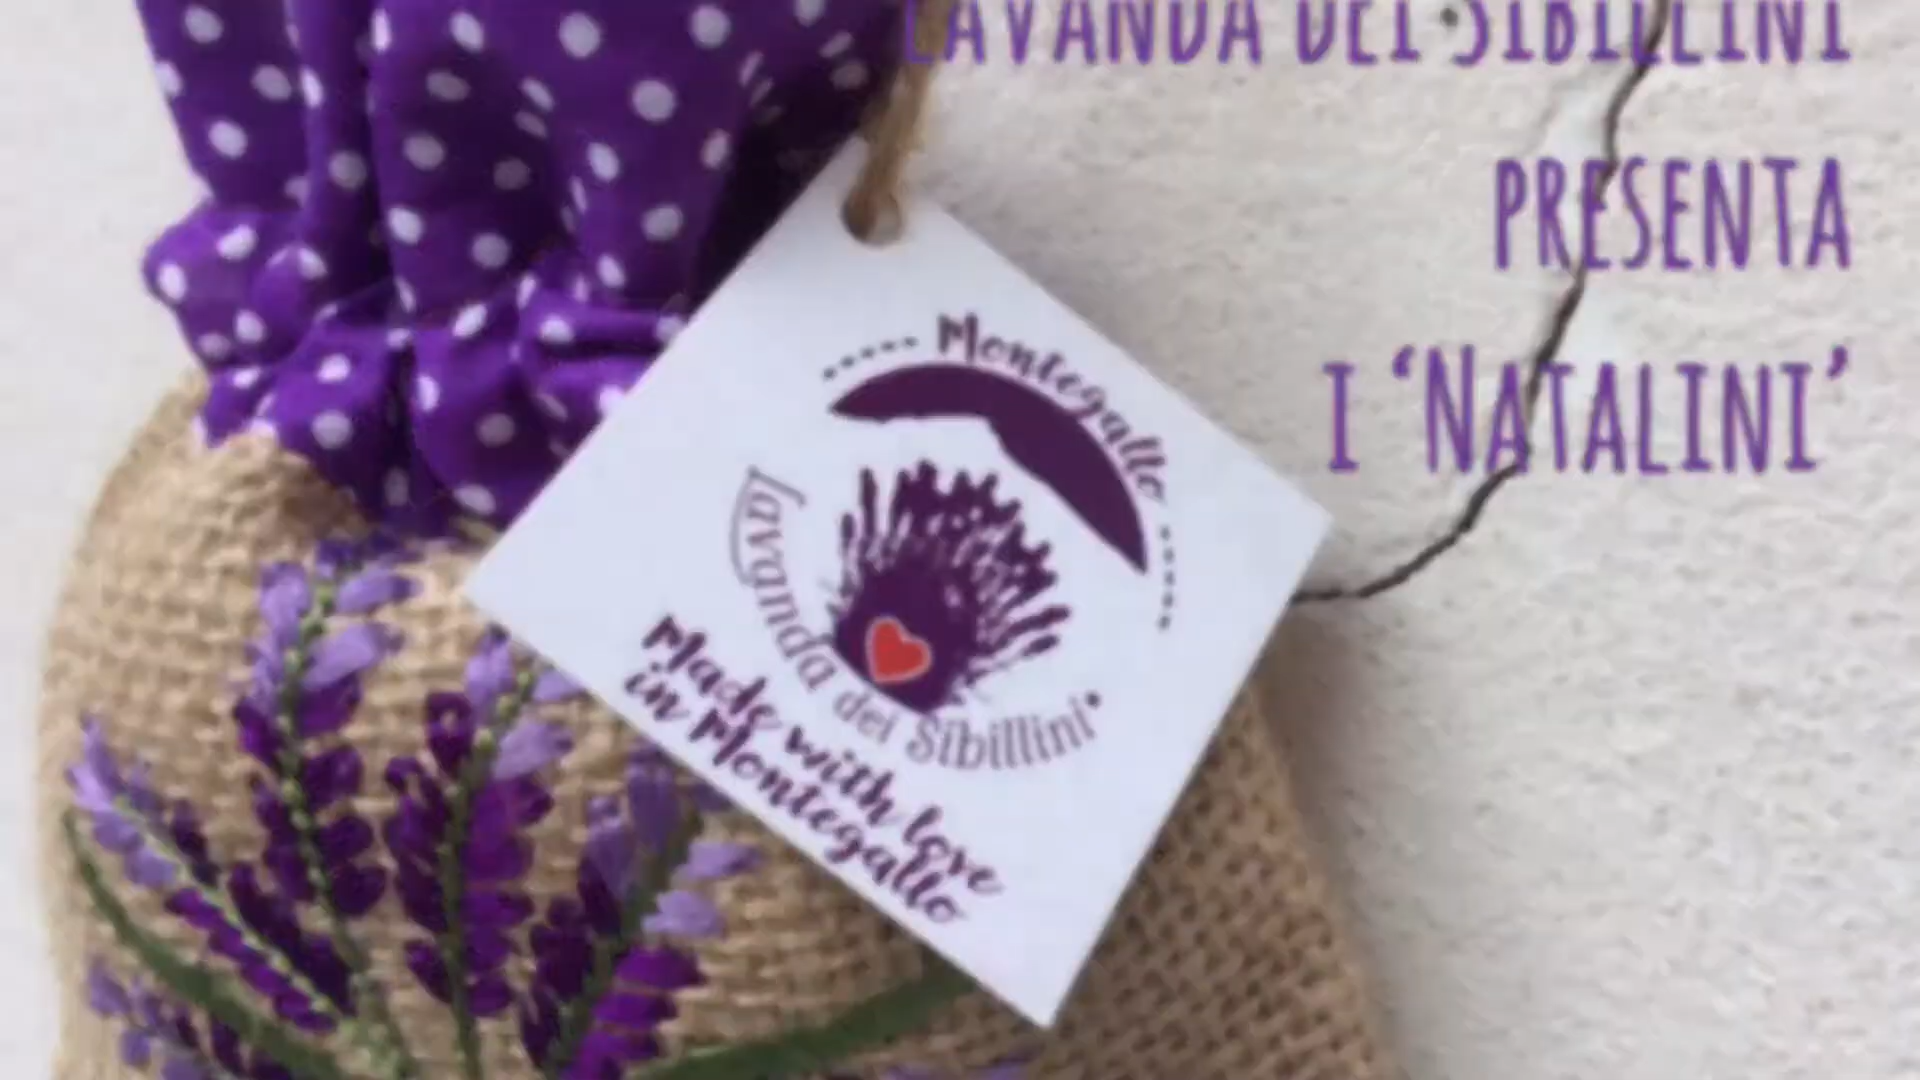 LAVANDA DEI SIBILLINI
PRESENTA
I ‘NATALINI’
Montegallo
lavanda dei Sibillini
Made with love
in Montegallo